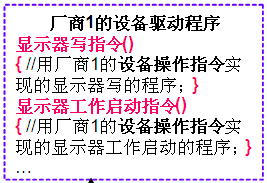 厂商1的设备驱动程序
显示器写指令()
{ //用厂商1的设备操作指令实
现的显示器写的程序; }
显示器工作启动指令()
{ //用厂商1的设备操作指令实
现的显示器工作启动的程序; }
…